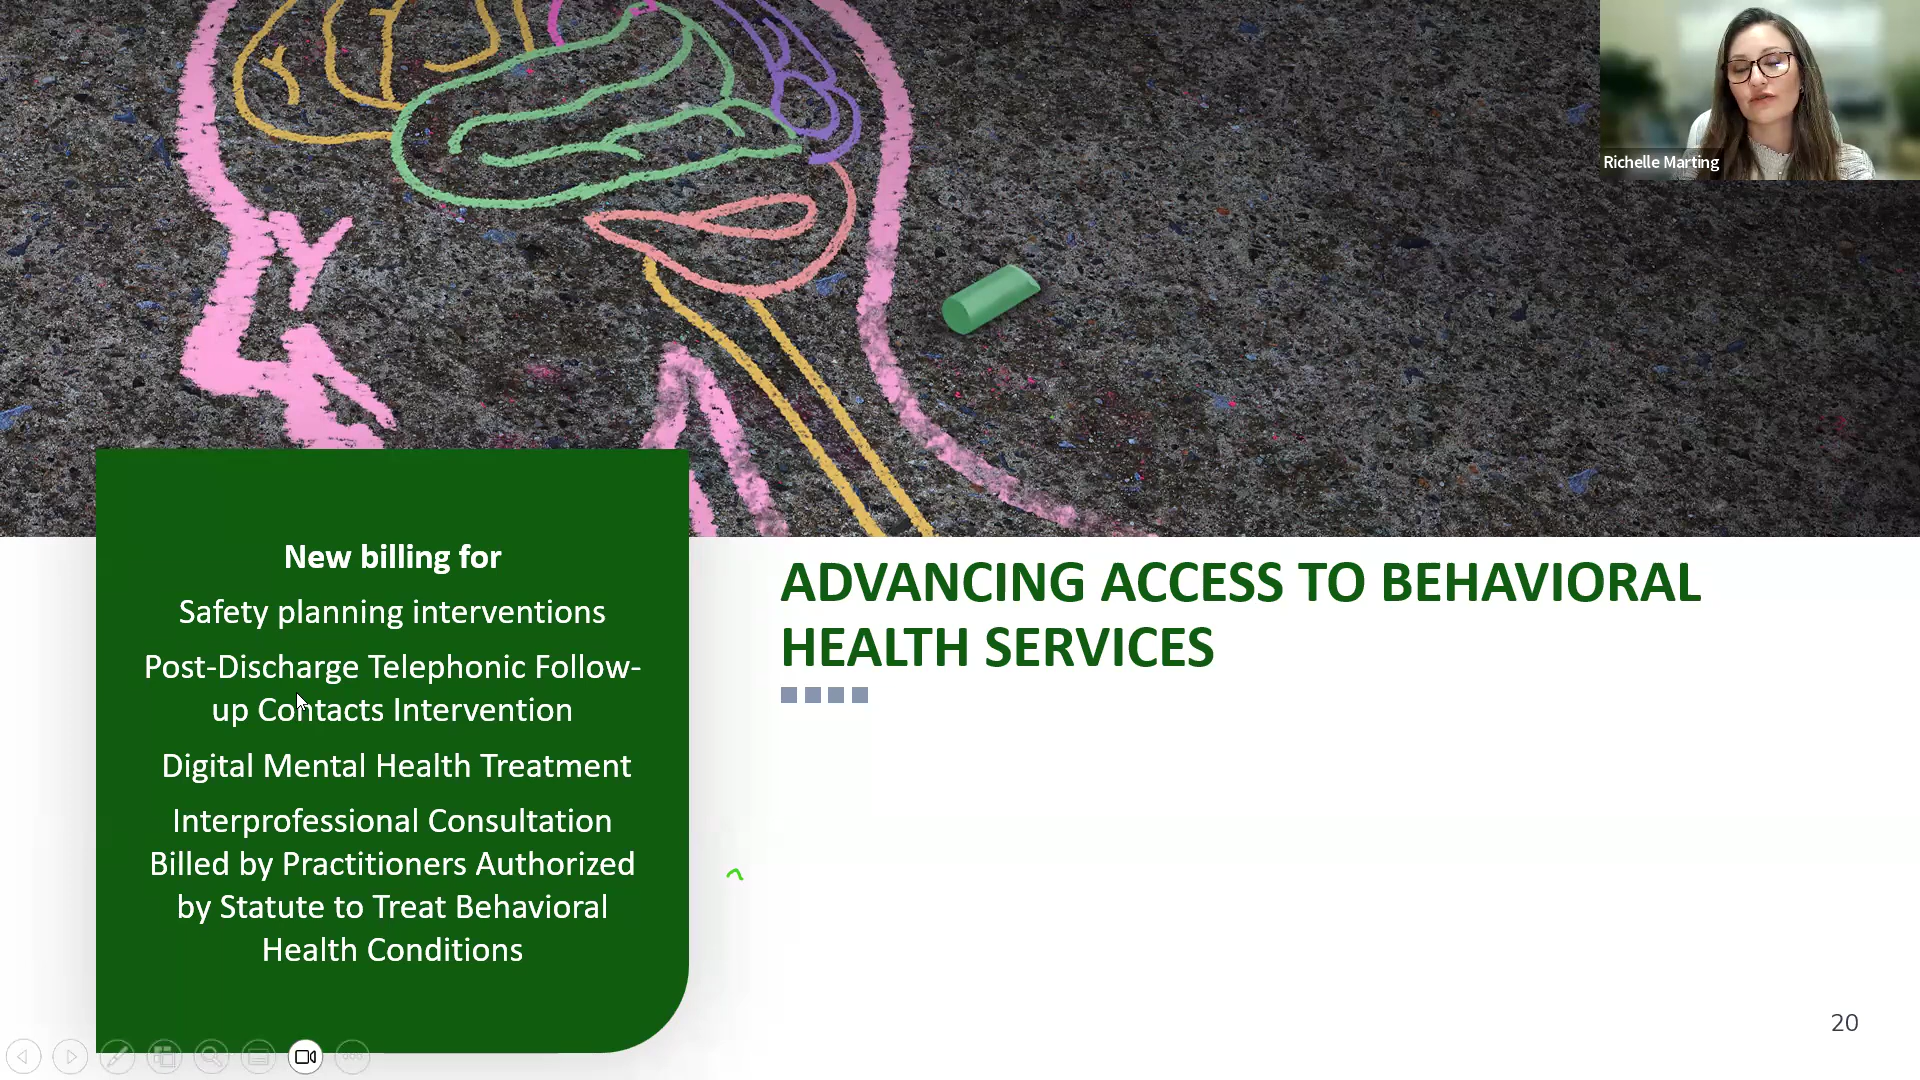 Richelle Marting
New billing for
Safety planning interventions
Post-Discharge Telephonic Follow-
up Contacts Intervention
Digital Mental Health Treatment
Interprofessional Consultation
Billed by Practitioners Authorized
by Statute to Treat Behavioral
Health Conditions
ADVANCING ACCESS TO BEHAVIORAL
HEALTH SERVICES
20